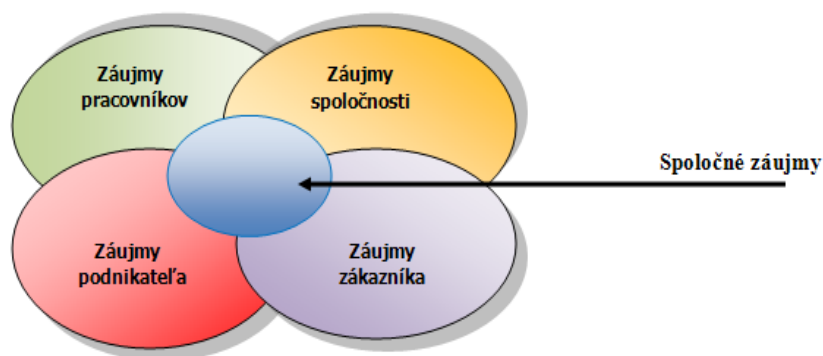 Záujmy
pracovníkov
Záujmy
spoločnosti
Spoločné záujmy
Záujmy
podnikateľa
Záujmy
zákazníka